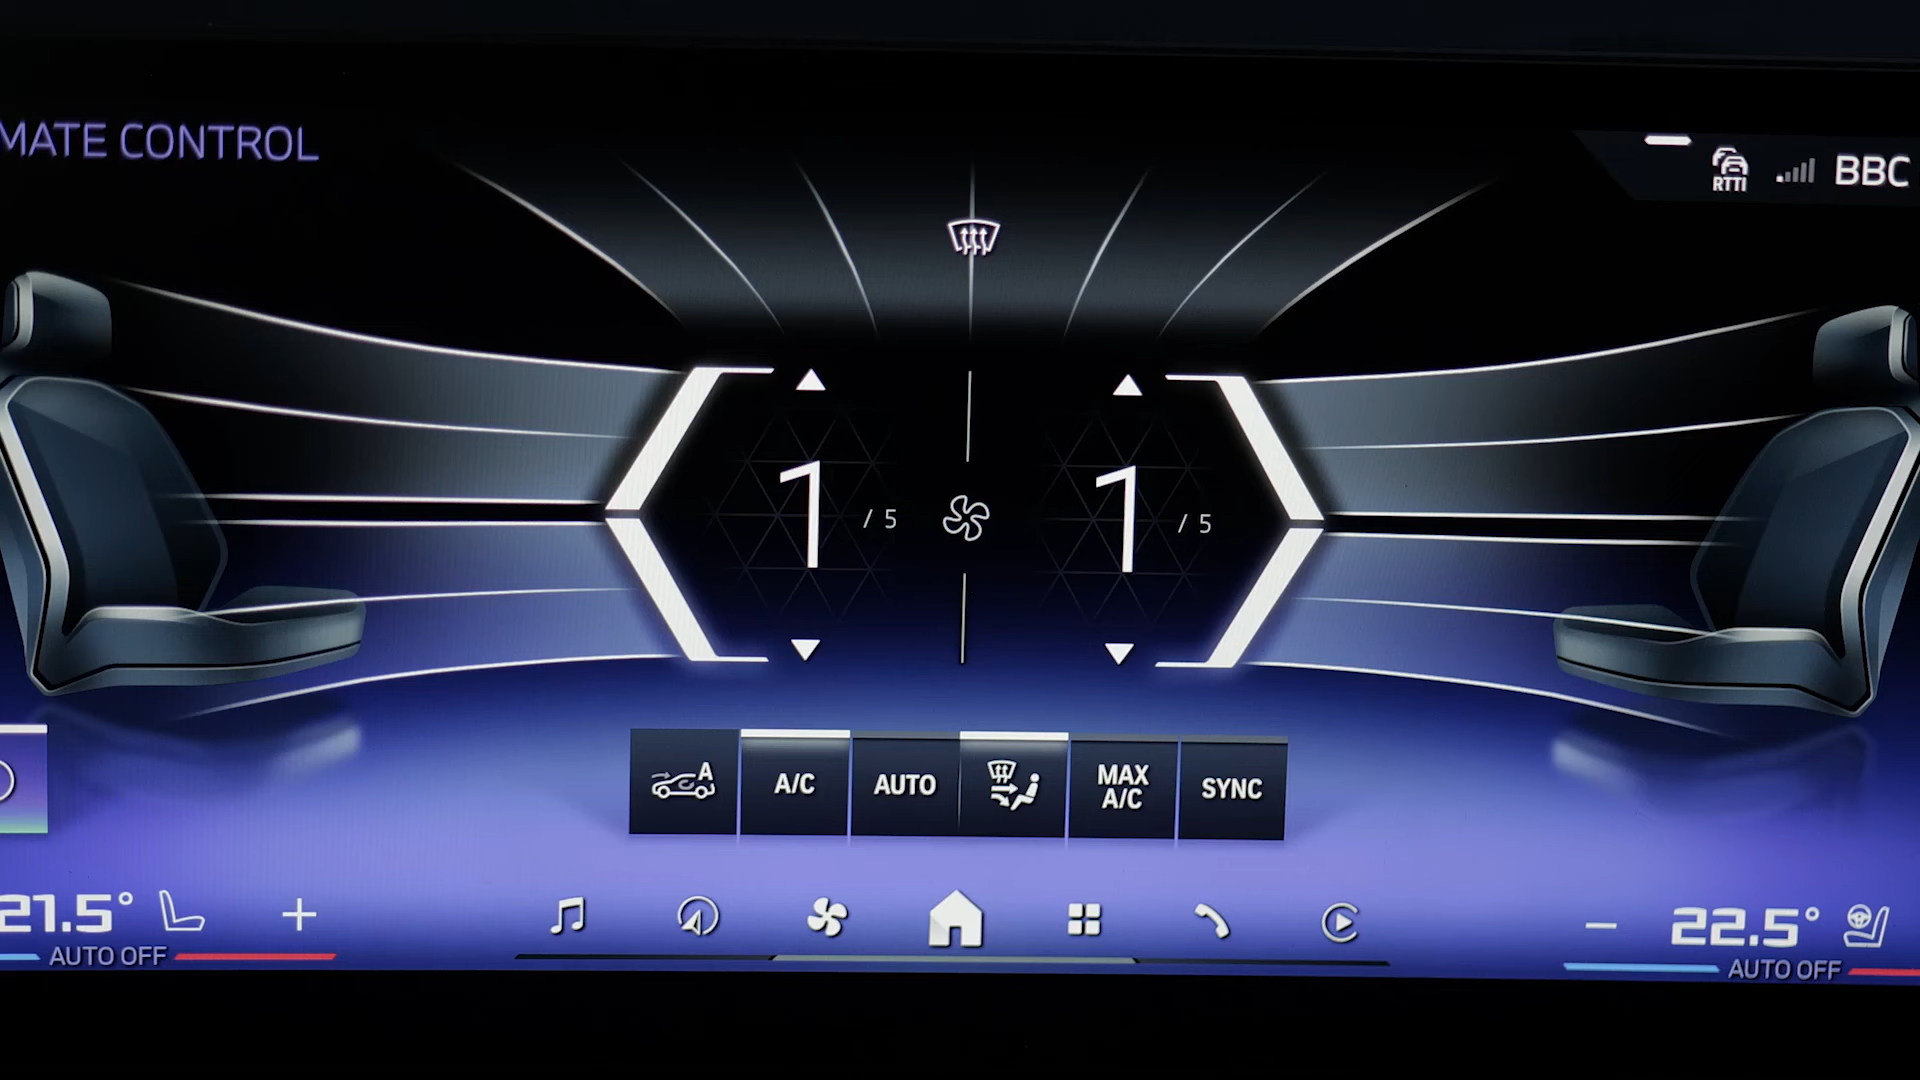 MATE CONTROL
RTTI
BBC
1 / 5
1 / 5
A
A/C
AUTO
MAX
A/C
SYNC
21.5°
AUTO OFF
22.5°
AUTO OFF